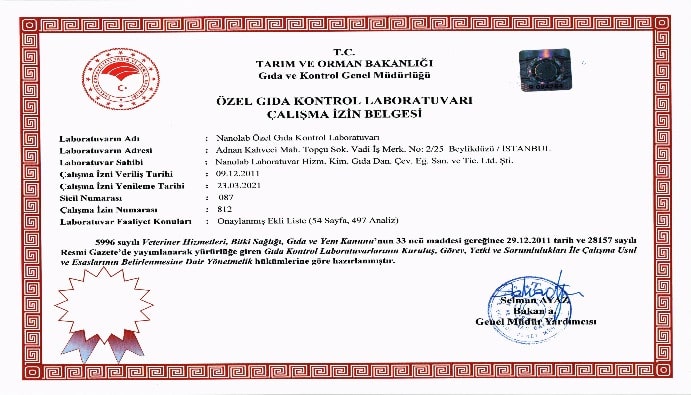 T.C.
TARIM VE ORMAN BAKANLIĞI
Gıda ve Kontrol Genel Müdürlüğü
ÖZEL GIDA KONTROL LABORATUVARI
ÇALIŞMA İZİN BELGESİ
Laboratuvarın Adı : Nanolab Özel Gıda Kontrol Laboratuvarı
Laboratuvarın Adresi : Adnan Kahveci Mah. Topçu Sok. Vadi İş Merk. No: 2/25 Beylikdüzü / İSTANBUL
Laboratuvar Sahibi : Nanolab Laboratuvar Hizm. Kim. Gıda Dan. Çev. Eğ. San. ve Tic. Ltd. Şti.
Çalışma İzni Veriliş Tarihi : 09.12.2011
Çalışma İzni Yenileme Tarihi : 23.03.2021
Sicil Numarası : 087
Çalışma İzin Numarası : 812
Laboratuvar Faaliyet Konuları : Onaylanmış Ekli Liste (54 Sayfa, 497 Analiz)
5996 sayılı Veteriner Hizmetleri, Bitki Sağlığı, Gıda ve Yem Kanunu'nun 33 ncü maddesi gereğince 29.12.2011 tarih ve 28157 sayılı
Resmi Gazete'de yayımlanarak yürürlüğe giren Gıda Kontrol Laboratuvarlarının Kuruluş, Görev, Yetki ve Sorumlulukları İle Çalışma Usul
ve Esaslarının Belirlenmesine Dair Yönetmelik hükümlerine göre hazırlanmıştır.
Selman AYAZ
Bakan a.
Genel Müdür Yardımcısı